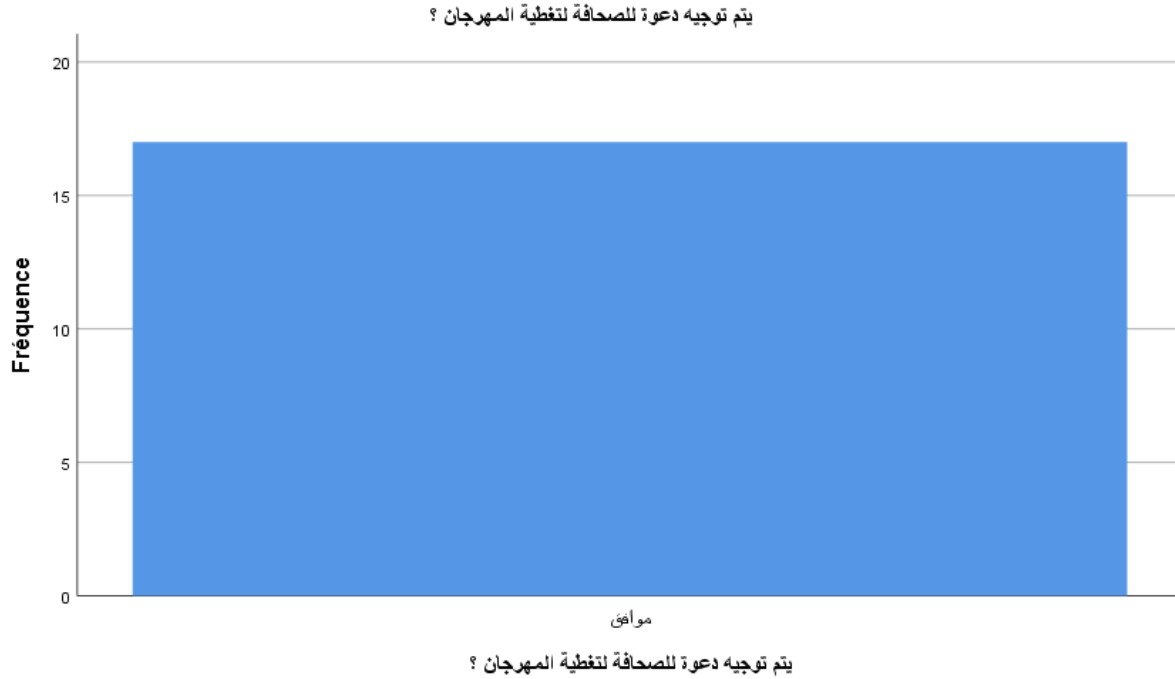 يتم توجيه دعوة للصحافة لتغطية المهرجان ؟
20
15
10
5
0
Fréquence
موافق
يتم توجيه دعوة للصحافة لتغطية المهرجان ؟